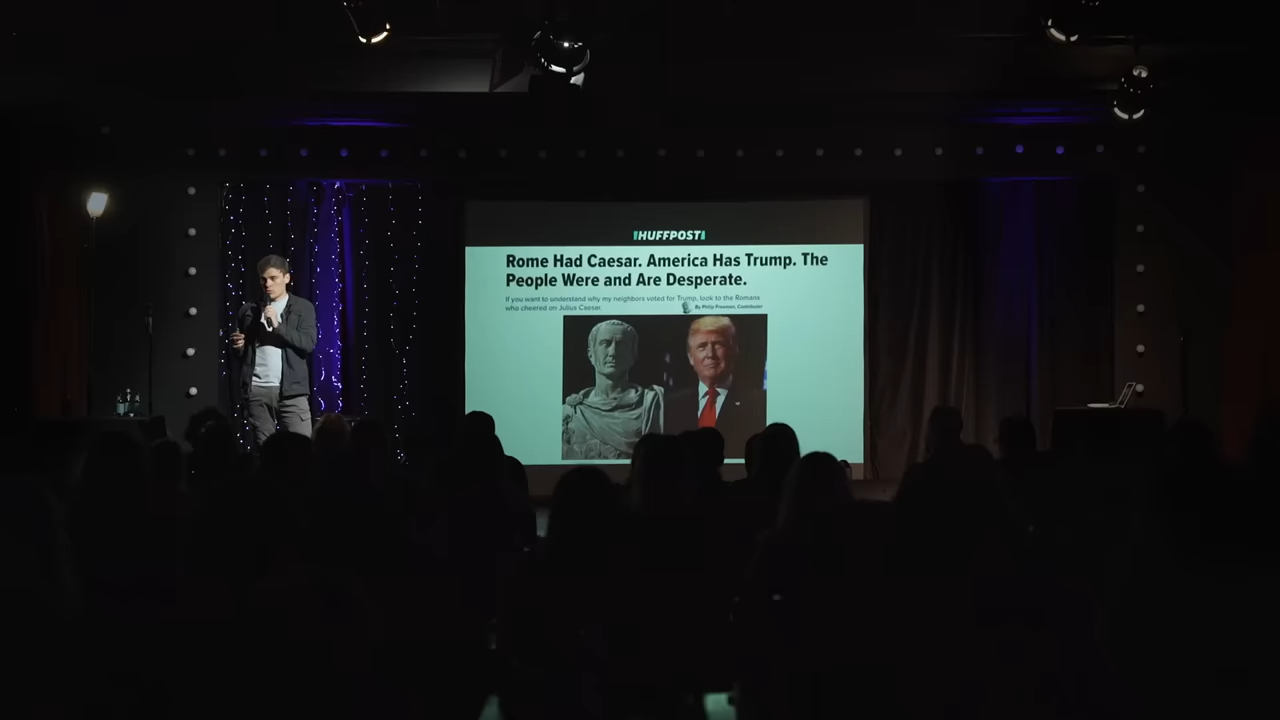 HUFFPOST
Rome Had Caesar. America Has Trump. The
People Were and Are Desperate.
If you want to understand why my neighbors voted for Trump, look to the Romans
who cheered on Julius Caesar.
By Philip Freeman, Contributor